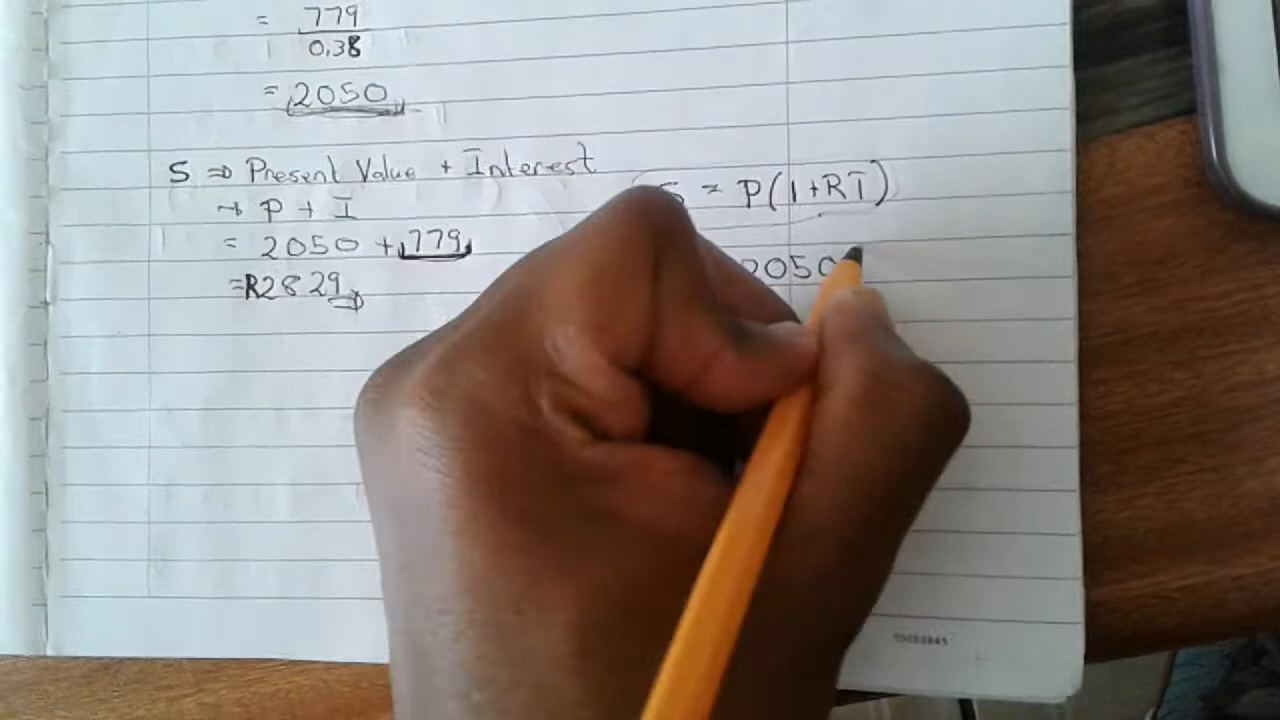 = 779
0.38
= 2050
S ⇒ Present Value + Interest
→ P + I
= 2050 + 779
=R2829
S = P(1+RT)
2050